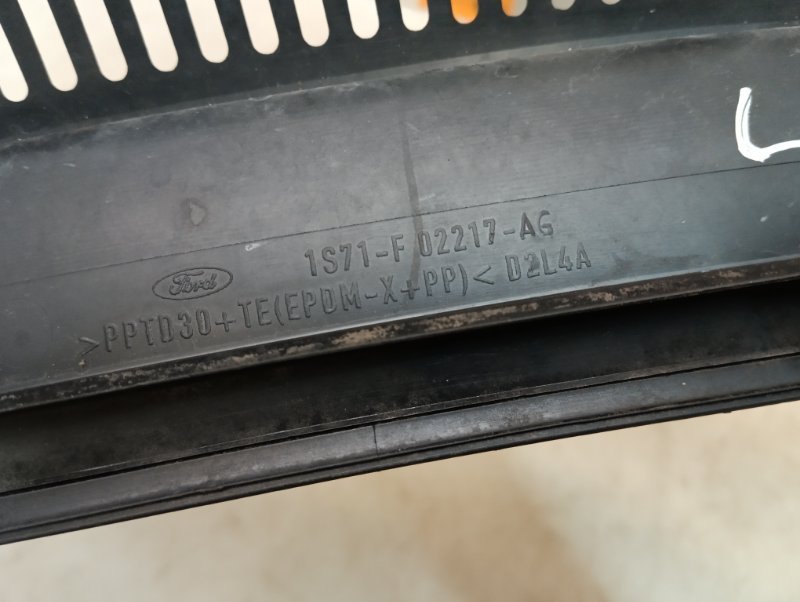 1S71-F 02217-AG
Ford
>PPTD30+TE(EPDM-X+PP)< D2L4A